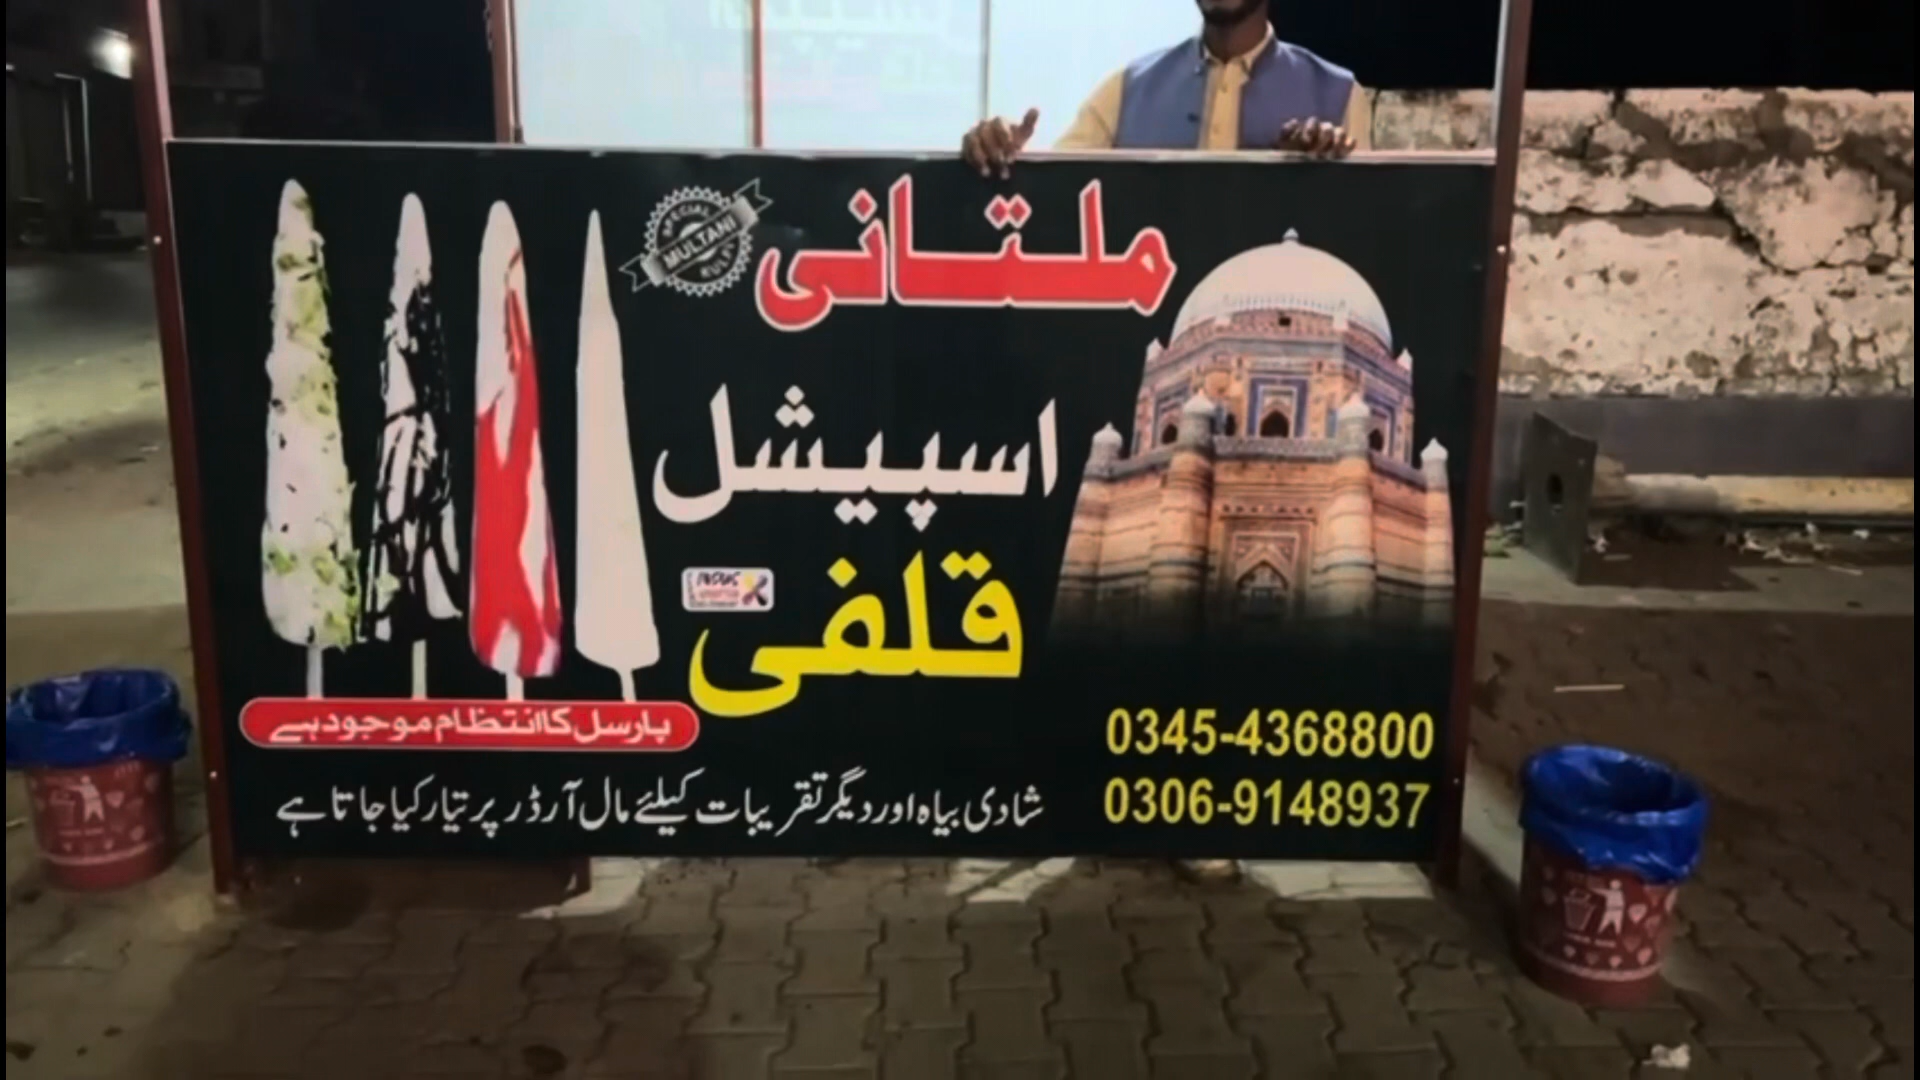 SPECIAL
MULTANI
KULFI
ملتانی
اسپیشل
قلفی
پارسل کا انتظام موجود ہے
0345-4368800
0306-9148937
شادی بیاہ اور دیگر تقریبات کیلئے مال آرڈر پر تیار کیا جاتا ہے